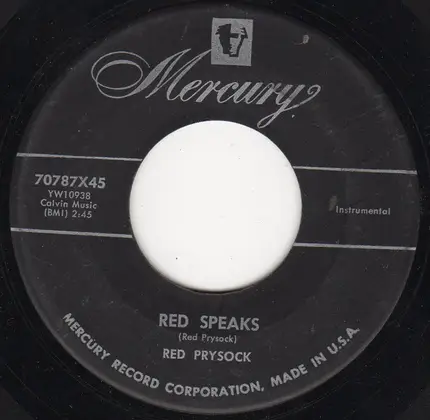 Mercury
70787X45
YW10938
Calvin Music
(BMI) 2:45
Instrumental
RED SPEAKS
(Red Prysock)
RED PRYSOCK
MERCURY RECORD CORPORATION, MADE IN U.S.A.